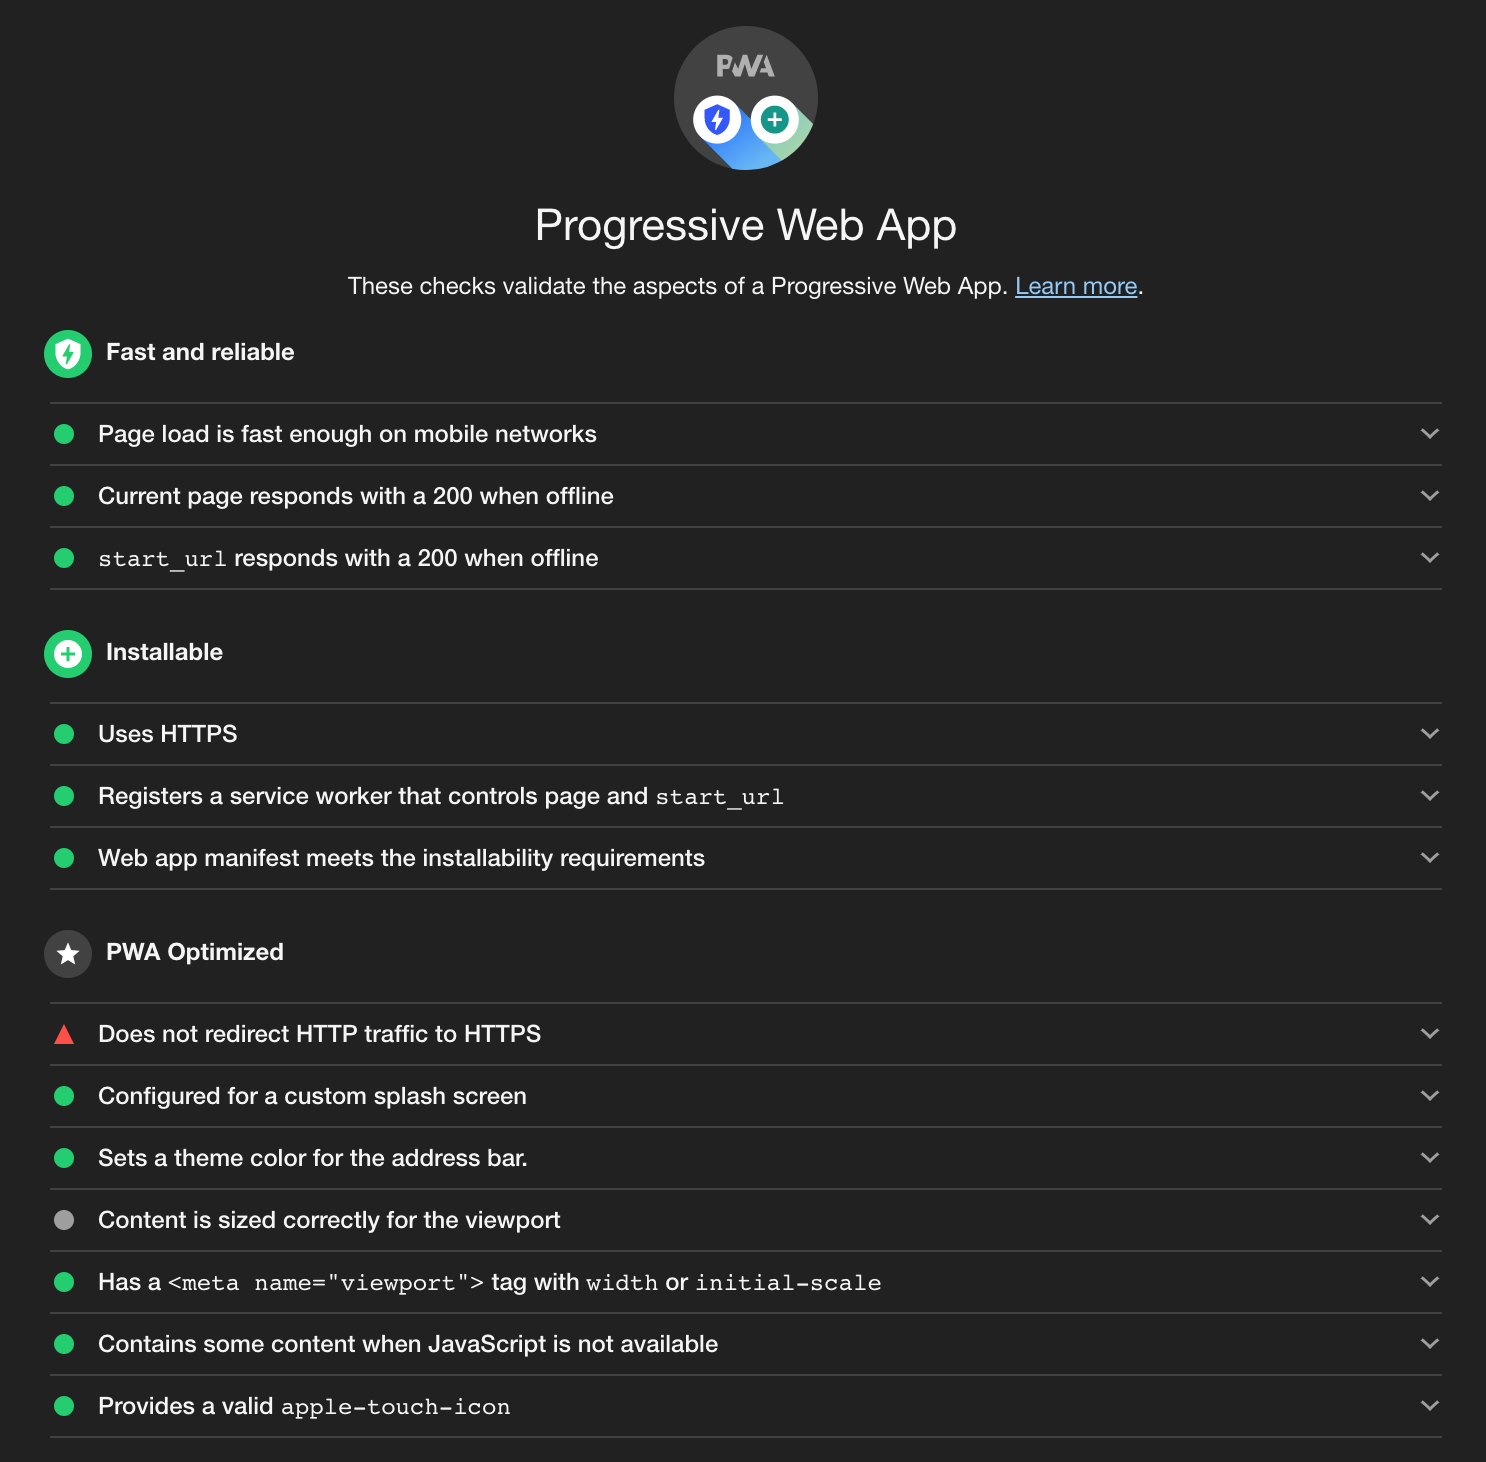 PWA
Progressive Web App
These checks validate the aspects of a Progressive Web App. Learn more.
Fast and reliable
Page load is fast enough on mobile networks
Current page responds with a 200 when offline
start_url responds with a 200 when offline
Installable
Uses HTTPS
Registers a service worker that controls page and start_url
Web app manifest meets the installability requirements
PWA Optimized
Does not redirect HTTP traffic to HTTPS
Configured for a custom splash screen
Sets a theme color for the address bar.
Content is sized correctly for the viewport
Has a <meta name="viewport"> tag with width or initial-scale
Contains some content when JavaScript is not available
Provides a valid apple-touch-icon